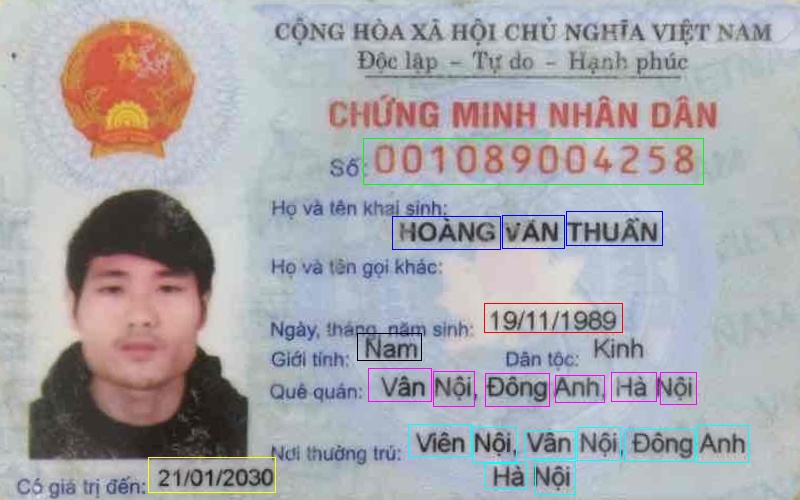 CỘNG HÒA XÃ HỘI CHỦ NGHĨA VIỆT NAM
Độc lập – Tự do – Hạnh phúc
CHỨNG MINH NHÂN DÂN
Số: 001089004258
Họ và tên khai sinh:
HOÀNG VĂN THUẤN
Họ và tên gọi khác:
Ngày, tháng, năm sinh: 19/11/1989
Giới tính: Nam Dân tộc: Kinh
Quê quán: Vân Nội, Đông Anh, Hà Nội
Nơi thường trú: Viên Nội, Vân Nội, Đông Anh
Hà Nội
Có giá trị đến: 21/01/2030